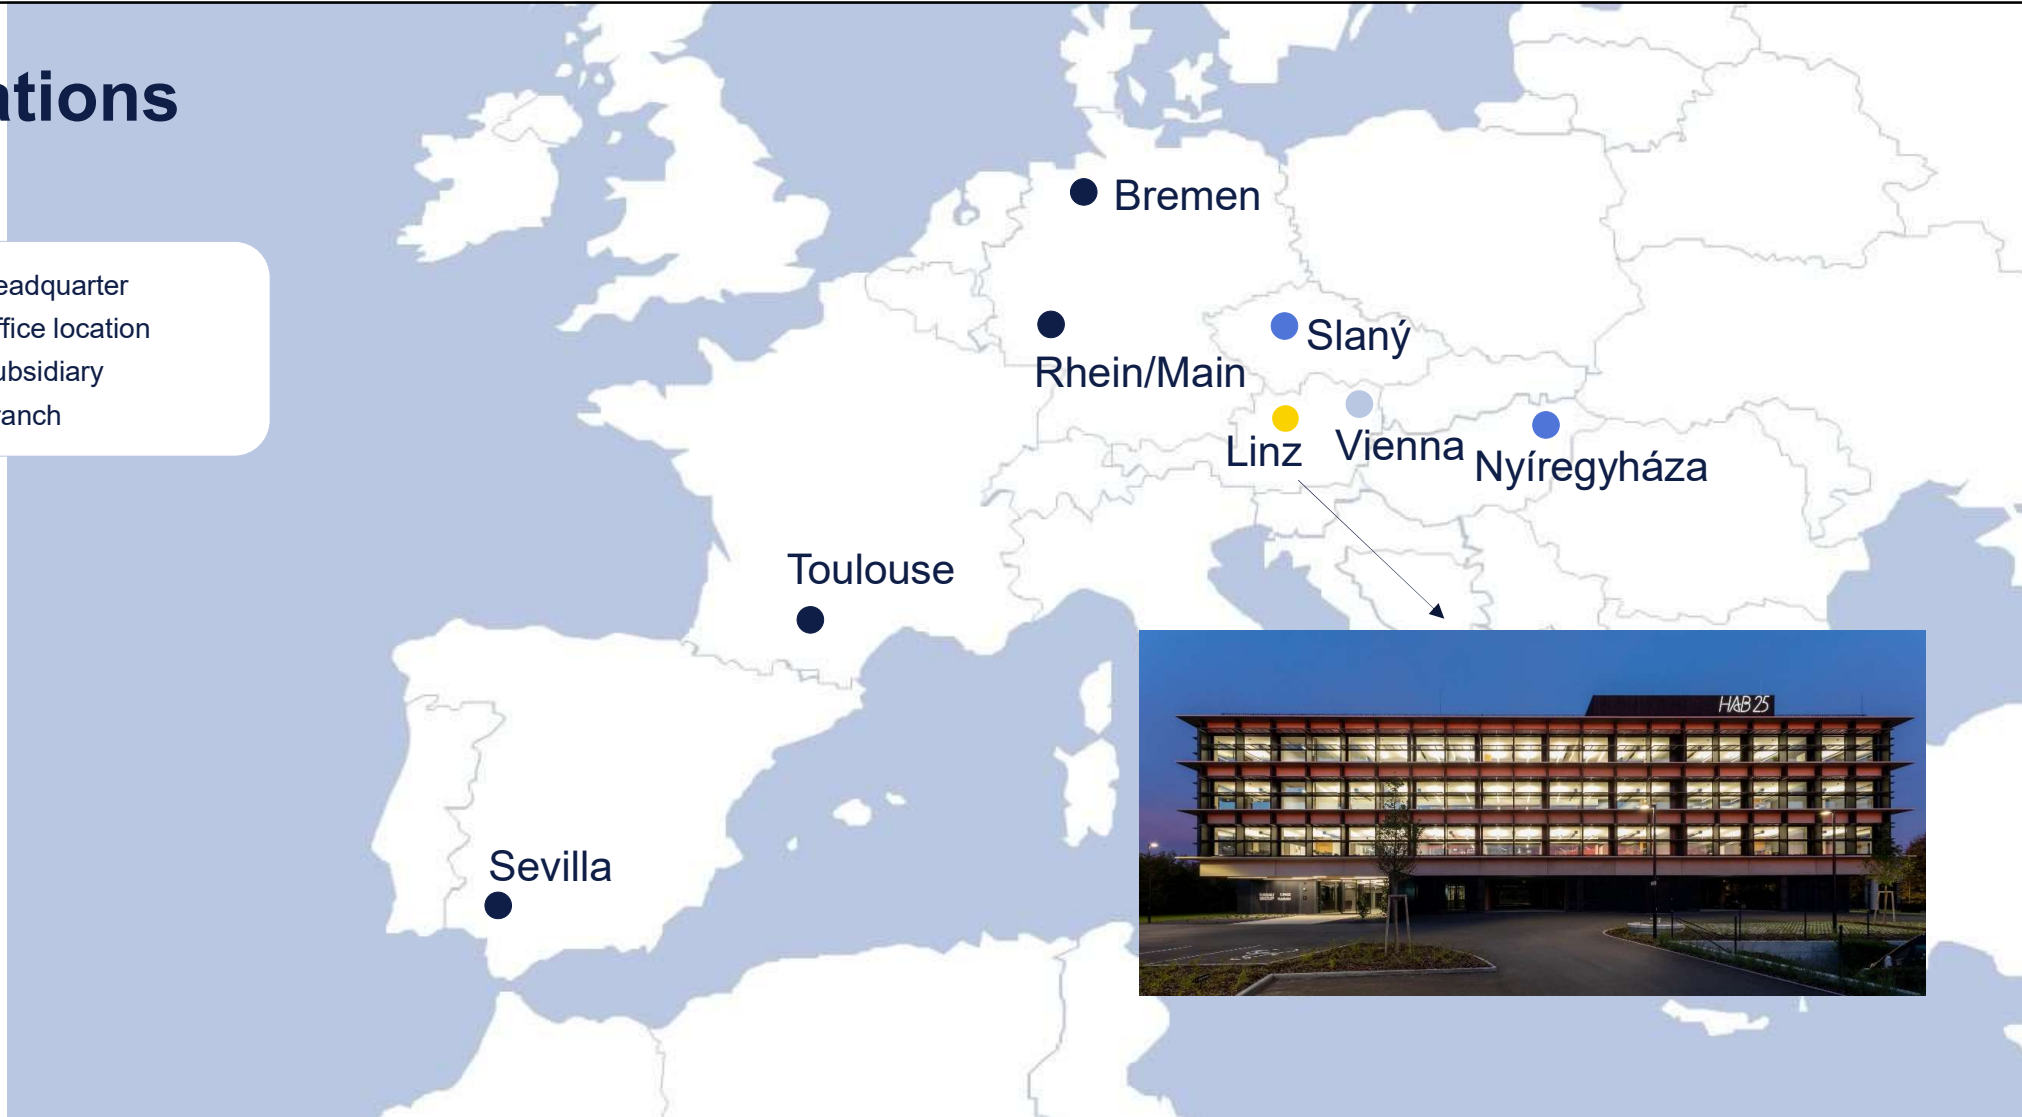 ations
eadquarter
ffice location
ubsidiary
ranch
Bremen
Slaný
Rhein/Main
Linz
Vienna
Nyíregyháza
Toulouse
HAB 25
Sevilla